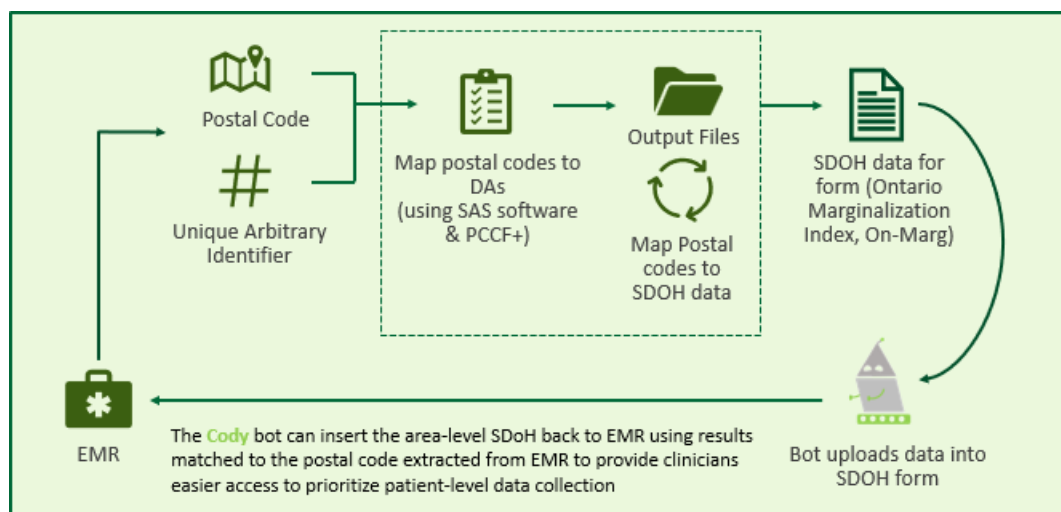 Postal Code
Unique Arbitrary
Identifier
Map postal codes to
DAs
(using SAS software
& PCCF+)
Output Files
Map Postal
codes to
SDOH data
SDOH data for
form (Ontario
Marginalization
Index, On-Marg)
Bot uploads data into
SDOH form
The Cody bot can insert the area-level SDoH back to EMR using results
matched to the postal code extracted from EMR to provide clinicians
easier access to prioritize patient-level data collection
EMR